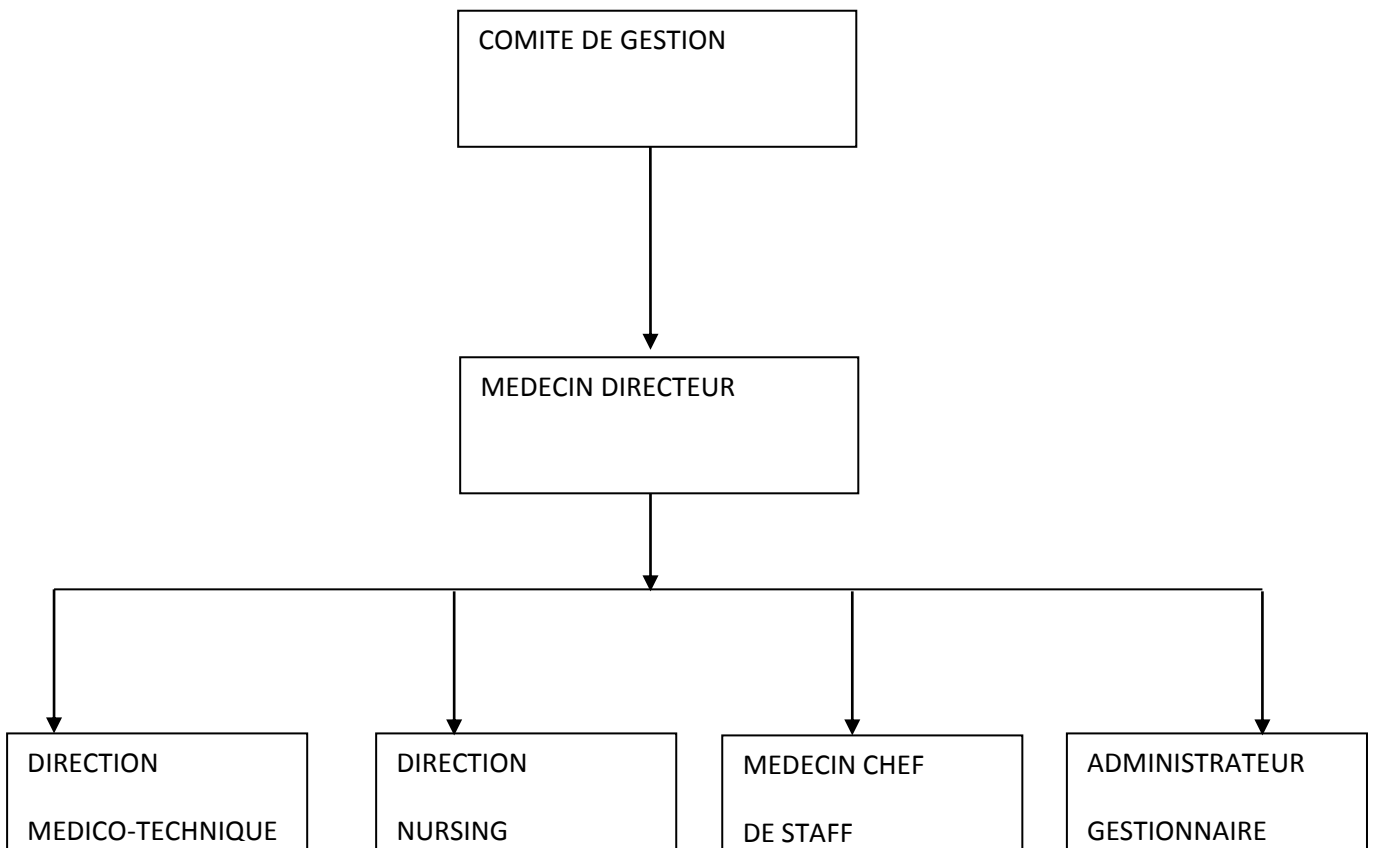 COMITE DE GESTION
MEDECIN DIRECTEUR
DIRECTION
MEDICO-TECHNIQUE
DIRECTION
NURSING
MEDECIN CHEF
DE STAFF
ADMINISTRATEUR
GESTIONNAIRE